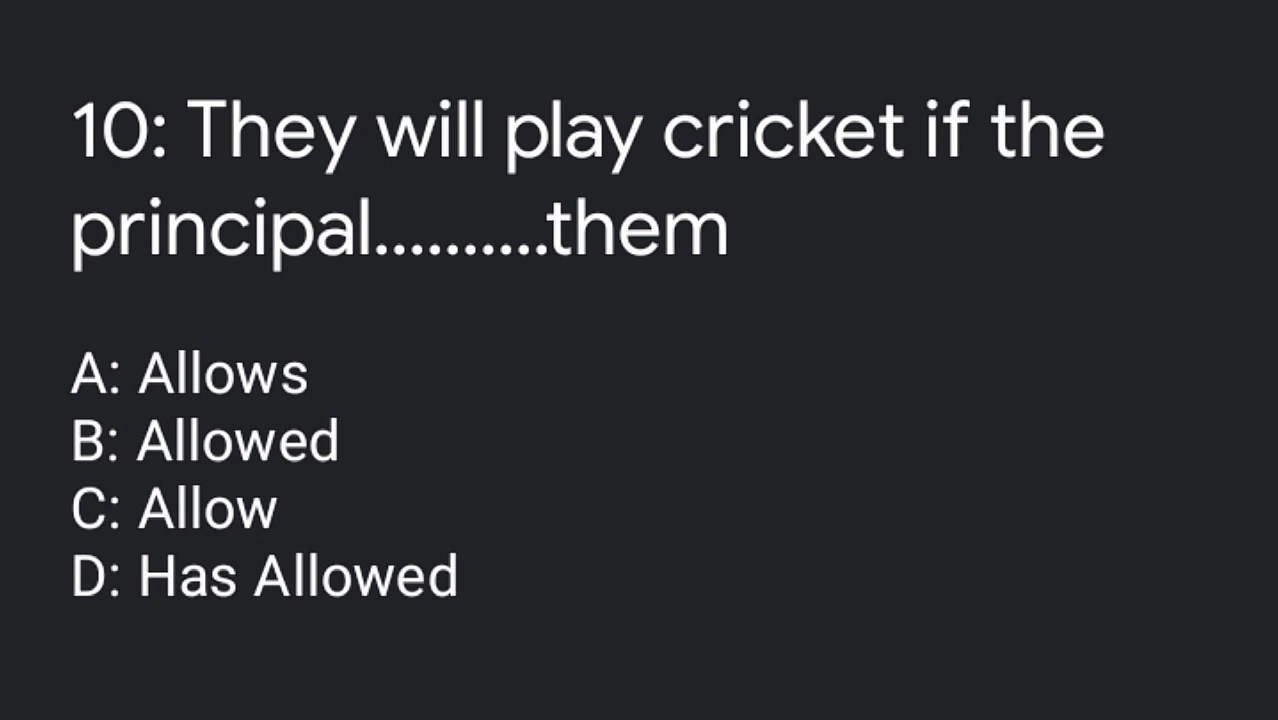 10: They will play cricket if the
principal..........them
A: Allows
B: Allowed
C: Allow
D: Has Allowed